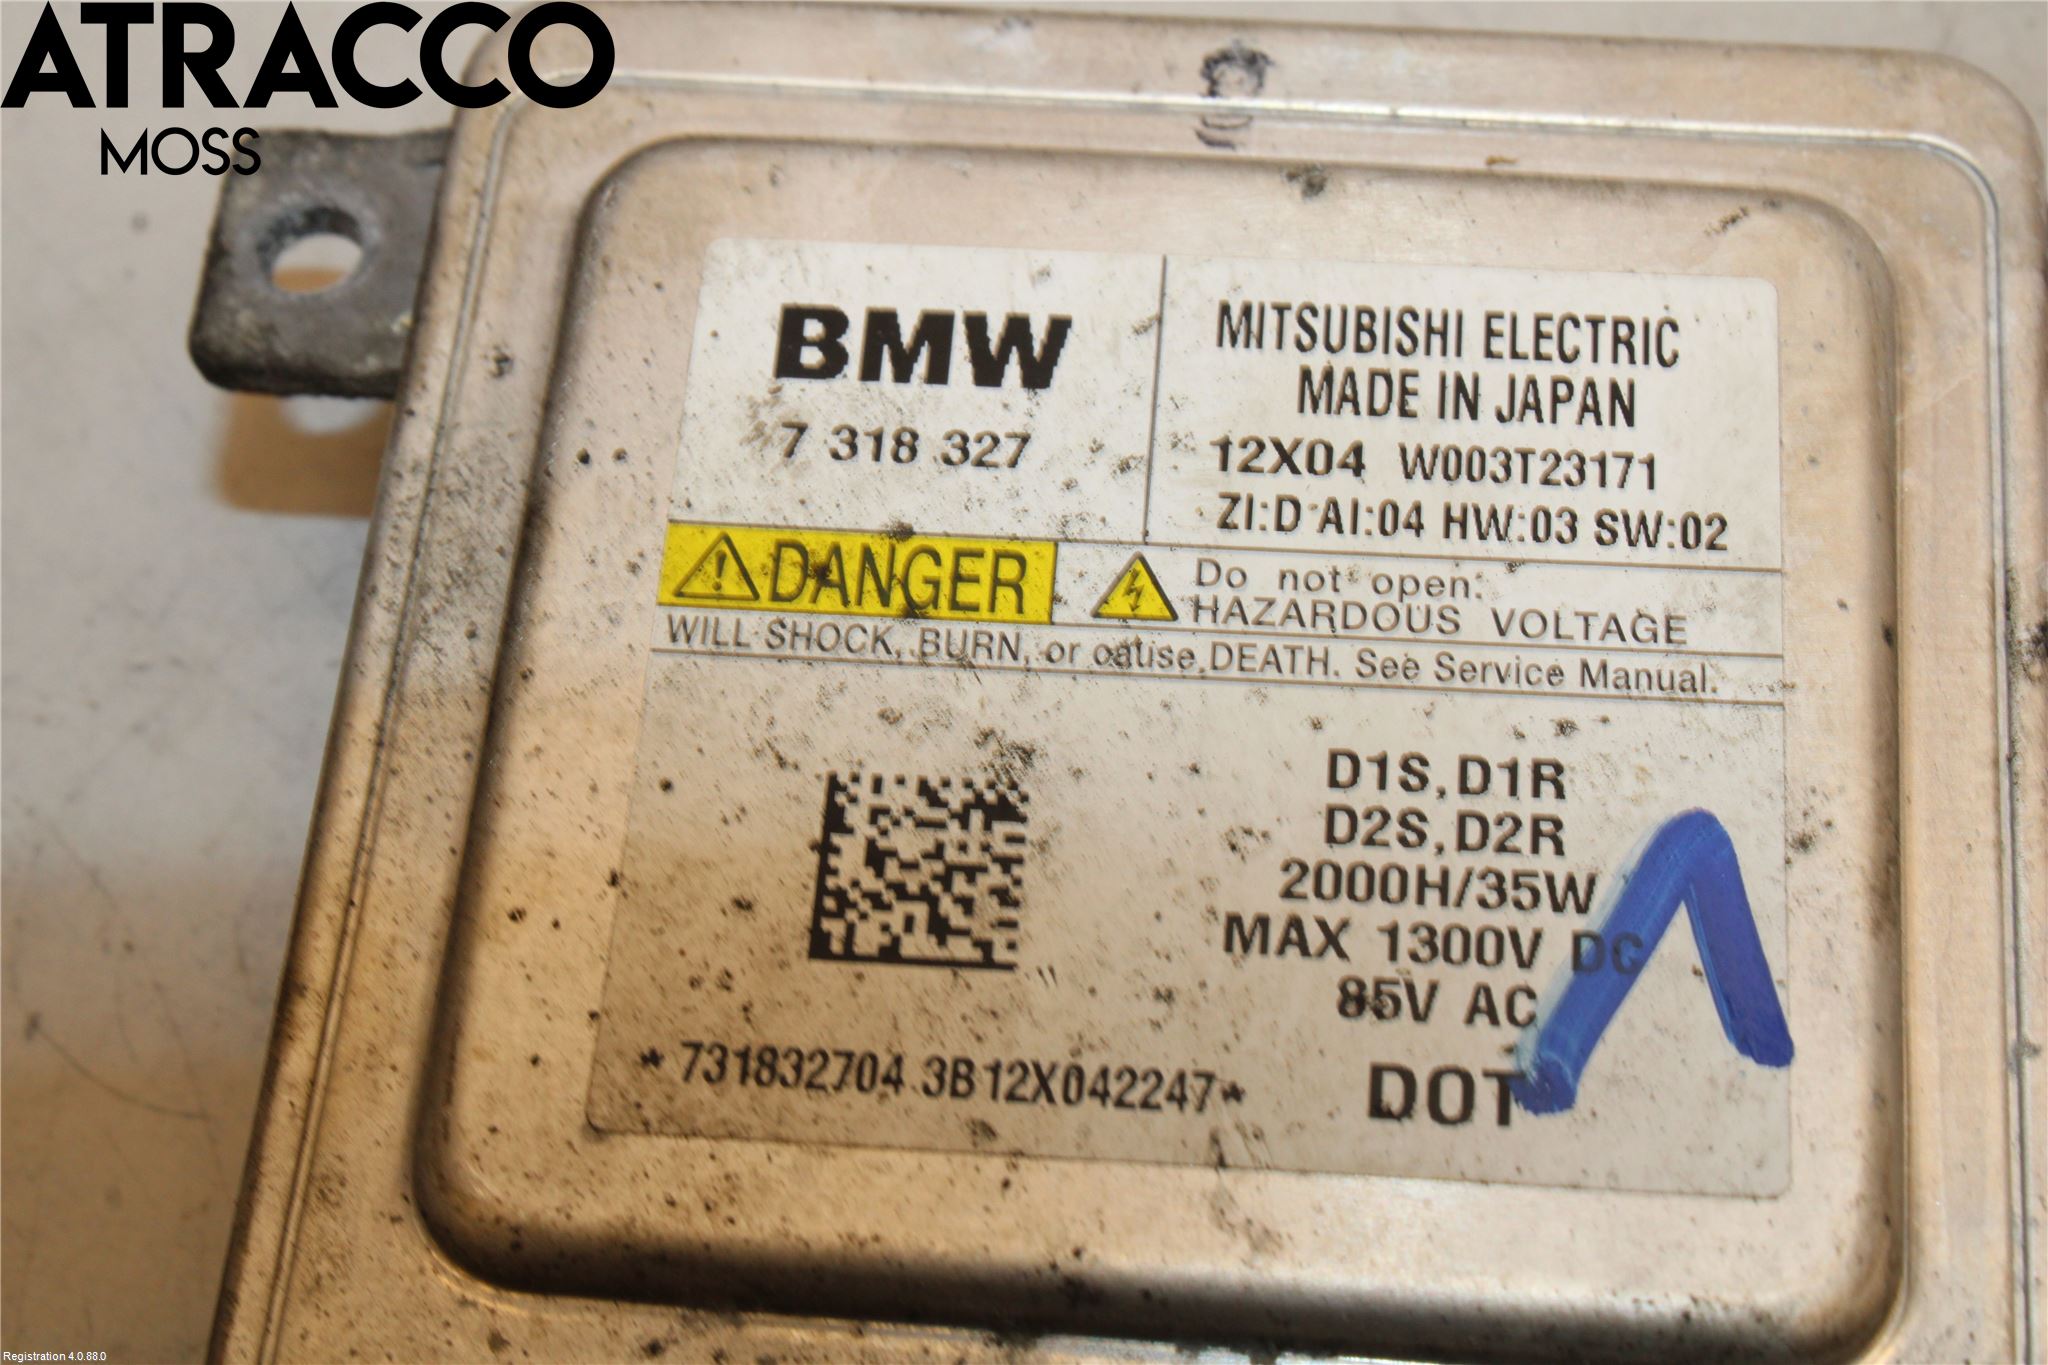 ATRACCO
MOSS
BMW
7 318 327
MITSUBISHI ELECTRIC
MADE IN JAPAN
12X04 W003T23171
ZI:D AI:04 HW:03 SW:02
DANGER
Do not open.
HAZARDOUS VOLTAGE
WILL SHOCK, BURN, or cause DEATH. See Service Manual.
D1S, D1R
D2S, D2R
2000H/35W
MAX 1300V DC
85V AC
DOT
*731832704 3B12X042247*
Registration 4.0.88.0